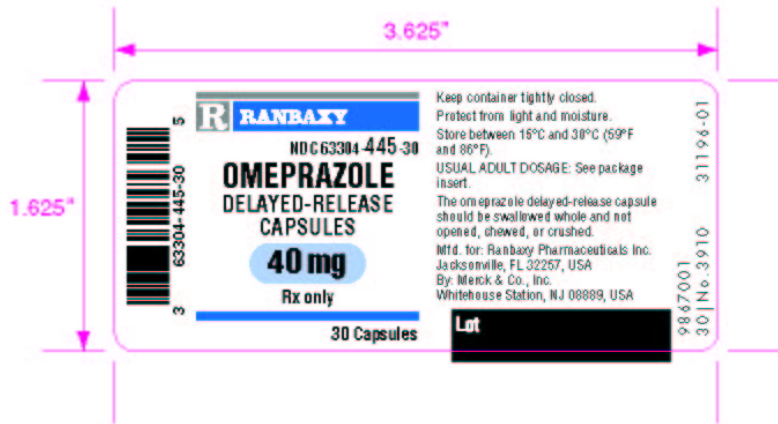 3.625"
1.625"
5
63304-445-30
3
R RANBAXY
NDC 63304-445-30
OMEPRAZOLE
DELAYED-RELEASE
CAPSULES
40 mg
Rx only
30 Capsules
Keep container tightly closed.
Protect from light and moisture.
Store between 15°C and 30°C (59°F
and 86°F).
USUAL ADULT DOSAGE: See package
insert.
The omeprazole delayed-release capsule
should be swallowed whole and not
opened, chewed, or crushed.
Mfd. for: Ranbaxy Pharmaceuticals Inc.
Jacksonville, FL 32257, USA
By: Merck & Co., Inc.
Whitehouse Station, NJ 08889, USA
Lot
9867001
30|No.3910 31196-01